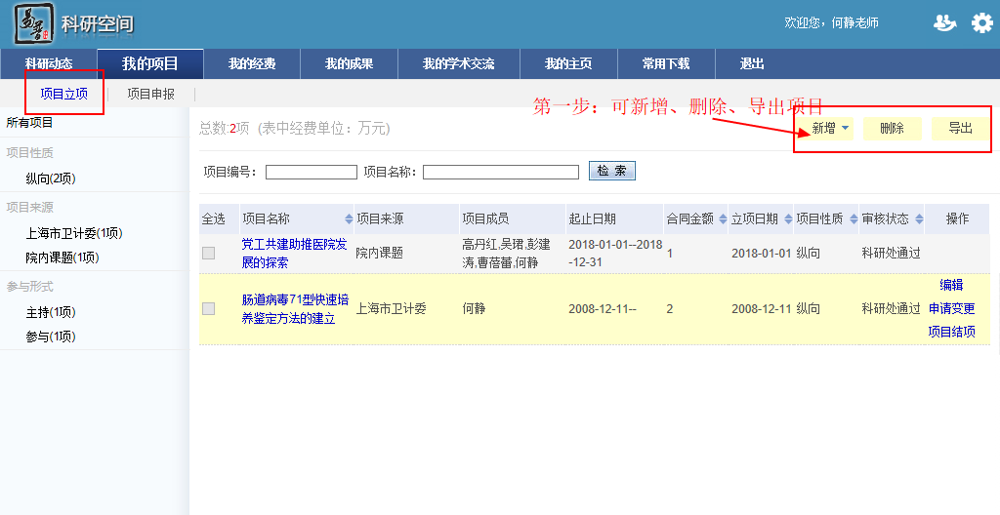 易普 科研空间
欢迎您，何静老师
科研动态 我的项目 我的经费 我的成果 我的学术交流 我的主页 常用下载 退出
项目立项 项目申报
第一步：可新增、删除、导出项目
所有项目
总数:2项 (表中经费单位：万元)
新增 删除 导出
项目性质
纵向(2项)
项目编号： 项目名称： 检 索
项目来源
上海市卫计委(1项)
院内课题(1项)
参与形式
主持(1项)
参与(1项)
全选 项目名称 项目来源 项目成员 起止日期 合同金额 立项日期 项目性质 审核状态 操作
党工共建助推医院发 院内课题 高丹红,吴珺,彭建 2018-01-01--2018 1 2018-01-01 纵向 科研处通过
展的探索 涛,曹蓓蕾,何静 -12-31
肠道病毒71型快速培 上海市卫计委 何静 2008-12-11-- 2 2008-12-11 纵向 科研处通过 编辑
养鉴定方法的建立 申请变更
项目结项